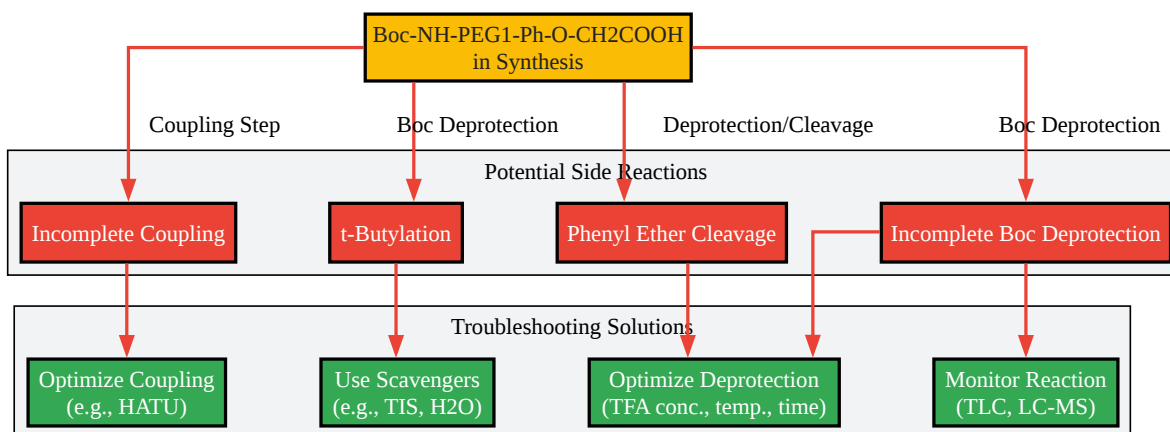 Boc-NH-PEG1-Ph-O-CH2COOH
in Synthesis
Coupling Step
Boc Deprotection
Deprotection/Cleavage
Boc Deprotection
Potential Side Reactions
Incomplete Coupling
t-Butylation
Phenyl Ether Cleavage
Incomplete Boc Deprotection
Troubleshooting Solutions
Optimize Coupling
(e.g., HATU)
Use Scavengers
(e.g., TIS, H2O)
Optimize Deprotection
(TFA conc., temp., time)
Monitor Reaction
(TLC, LC-MS)